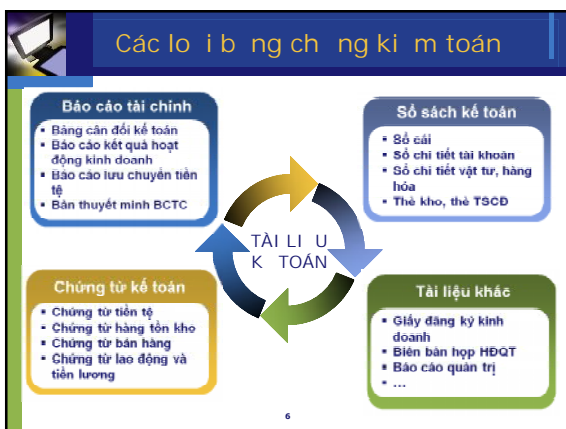 Các lo i b ng ch ng ki m toán
Báo cáo tài chính
▪ Bảng cân đối kế toán
▪ Báo cáo kết quả hoạt
động kinh doanh
▪ Báo cáo lưu chuyển tiền
tệ
▪ Bản thuyết minh BCTC
Sổ sách kế toán
▪ Sổ cái
▪ Sổ chi tiết tài khoản
▪ Sổ chi tiết vật tư, hàng
hóa
▪ Thẻ kho, thẻ TSCĐ
TÀI LI U
K TOÁN
Chứng từ kế toán
▪ Chứng từ tiền tệ
▪ Chứng từ hàng tồn kho
▪ Chứng từ bán hàng
▪ Chứng từ lao động và
tiền lương
Tài liệu khác
▪ Giấy đăng ký kinh
doanh
▪ Biên bản họp HĐQT
▪ Báo cáo quản trị
▪ ...
6